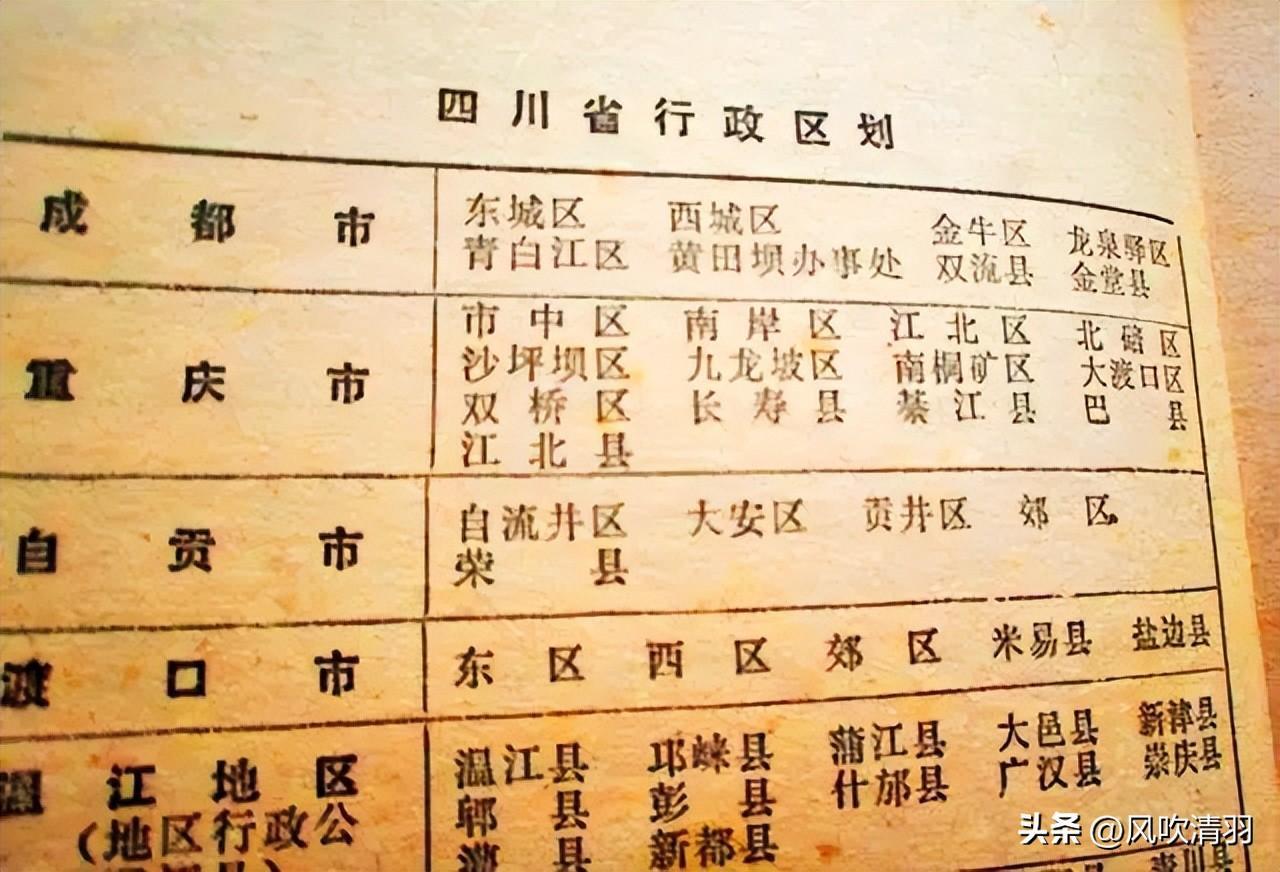 四川省行政区划
成都市
东城区 西城区 金牛区 龙泉驿区
青白江区 黄田坝办事处 双流县 金堂县
重庆市
市中区 南岸区 江北区 北碚区
沙坪坝区 九龙坡区 南桐矿区 大渡口区
双桥区 长寿县 綦江县 巴县
江北县
自贡市
自流井区 大安区 贡井区 郊区
荣县
渡口市
东区 西区 郊区 米易县 盐边县
温江地区
(地区行政公
温江县 邛崃县 蒲江县 大邑县 新津县
郫县 彭县 什邡县 广汉县 崇庆县
灌县 新都县
头条 @风吹清羽